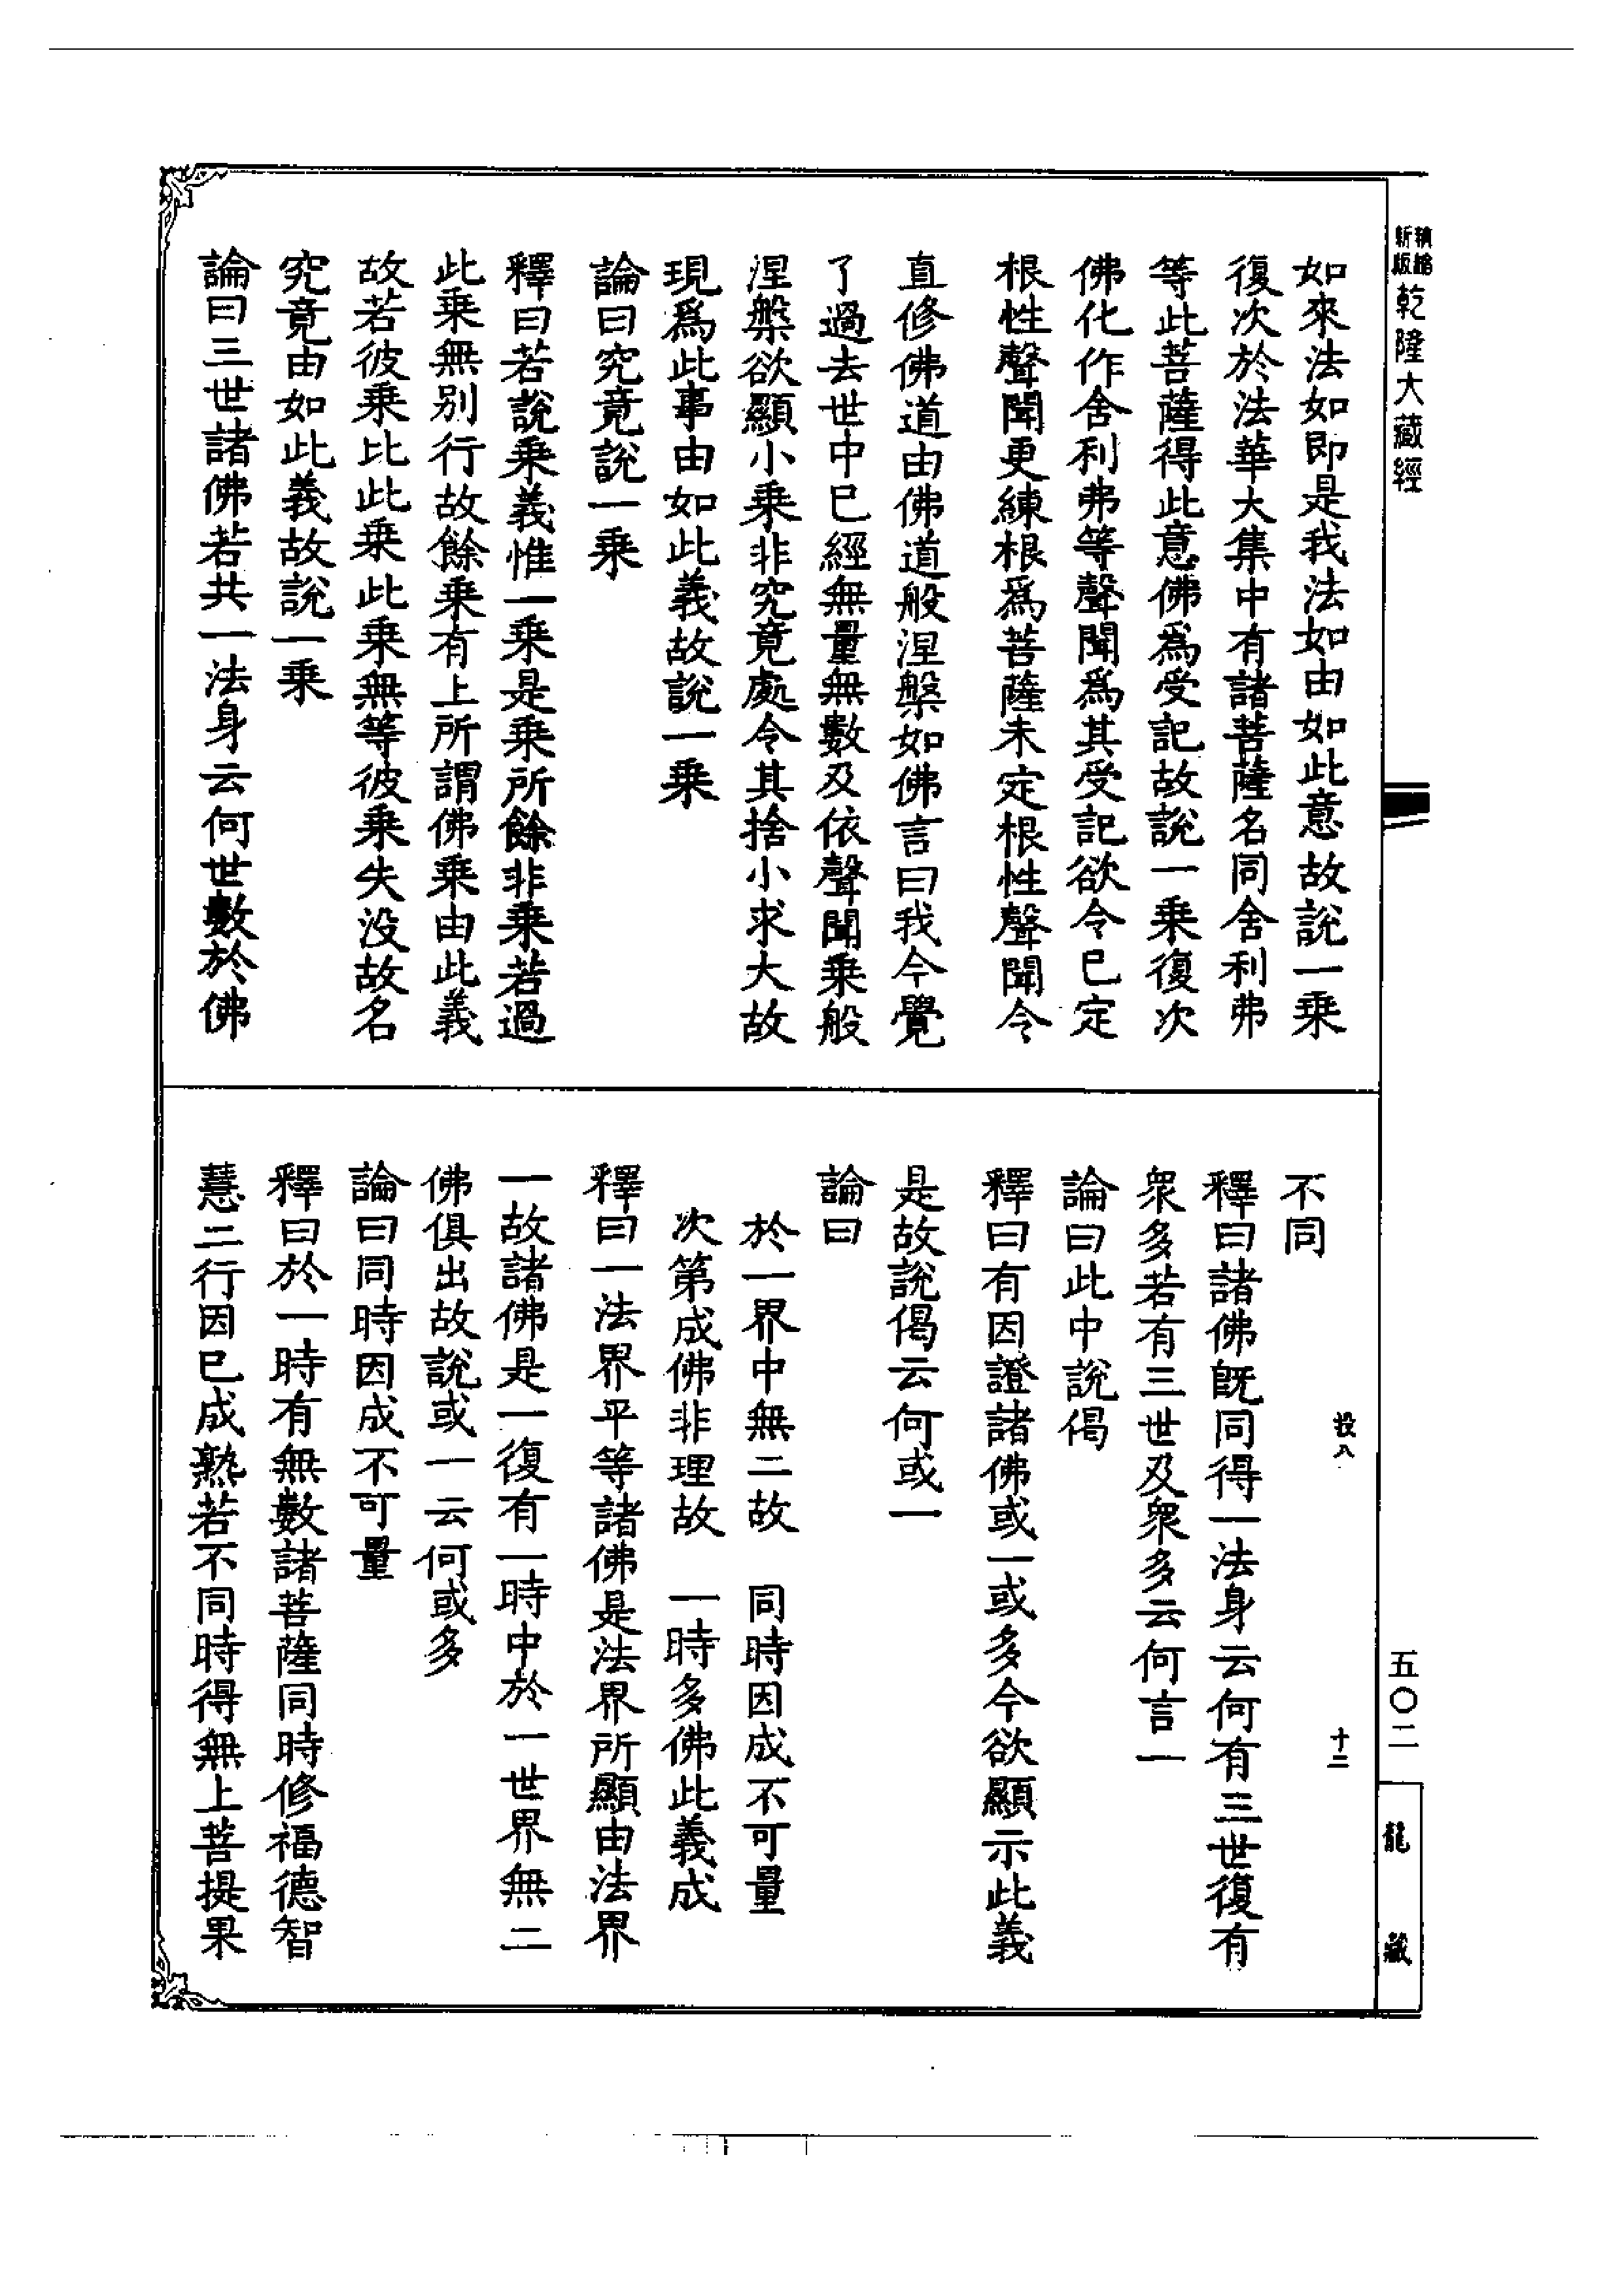 新版精縮
乾隆大藏經
如來法如即是我法如由如此意故說一乘
復次於法華大集中有諸菩薩名同舍利弗
等此菩薩得此意佛爲受記故說一乘復次
佛化作舍利弗等聲聞爲其受記欲令已定
根性聲聞更練根爲菩薩未定根性聲聞令
直修佛道由佛道般涅槃如佛言曰我今覺
了過去世中已經無量無數及依聲聞乘般
涅槃欲顯小乘非究竟處令其捨小求大故
現爲此事由如此義故說一乘
論曰究竟說一乘
釋曰若說乘義惟一乘是乘所餘非乘若過
此乘無別行故餘乘有上所謂佛乘由此義
故若彼乘比此乘此乘無等彼乘失没故名
究竟由如此義故說一乘
論曰三世諸佛若共一法身云何世數於佛
投八
十二
不同
釋曰諸佛旣同得一法身云何有三世復有
衆多若有三世及衆多云何言一
論曰此中說偈
釋曰有因證諸佛或一或多今欲顯示此義
是故說偈云何或一
論曰
於一界中無二故　同時因成不可量
次第成佛非理故　一時多佛此義成
釋曰一法界平等諸佛是法界所顯由法界
一故諸佛是一復有一時中於一世界無二
佛俱出故說或一云何或多
論曰同時因成不可量
釋曰於一時有無數諸菩薩同時修福德智
慧二行因已成熟若不同時得無上菩提果
五〇二
龍藏